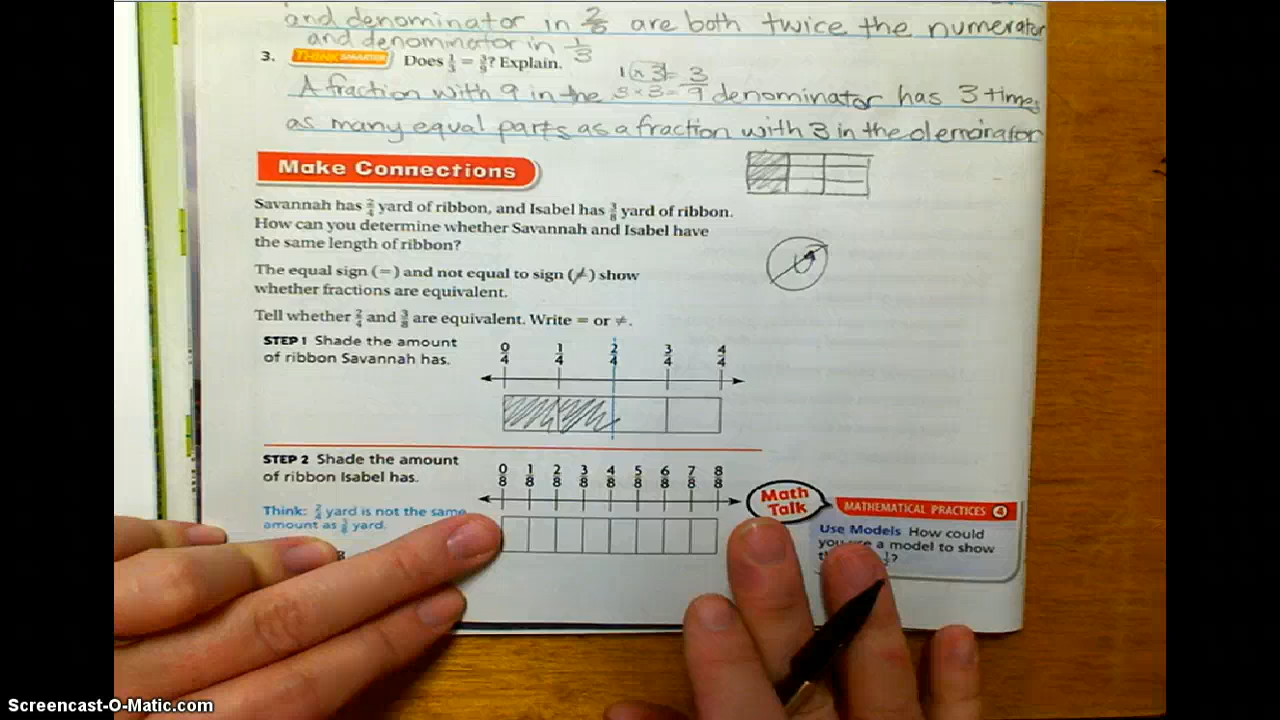 and denominator in 2/6 are both twice the numerator
and denominator in 1/3
3. THINK SMARTER Does 1/3 = 3/9? Explain.
1 x 3 = 3
3 x 3 = 9
A fraction with 9 in the denominator has 3 times
as many equal parts as a fraction with 3 in the demoniator
Make Connections
Savannah has 2/4 yard of ribbon, and Isabel has 3/8 yard of ribbon.
How can you determine whether Savannah and Isabel have
the same length of ribbon?
The equal sign (=) and not equal to sign (≠) show
whether fractions are equivalent.
Tell whether 2/4 and 3/8 are equivalent. Write = or ≠.
STEP 1 Shade the amount
of ribbon Savannah has.
0/4 1/4 2/4 3/4 4/4
STEP 2 Shade the amount
of ribbon Isabel has.
0/8 1/8 2/8 3/8 4/8 5/8 6/8 7/8 8/8
Think: 2/4 yard is not the same
amount as 3/8 yard.
Math
Talk
MATHEMATICAL PRACTICES 4
Use Models How could
you use a model to show
?
Screencast-O-Matic.com